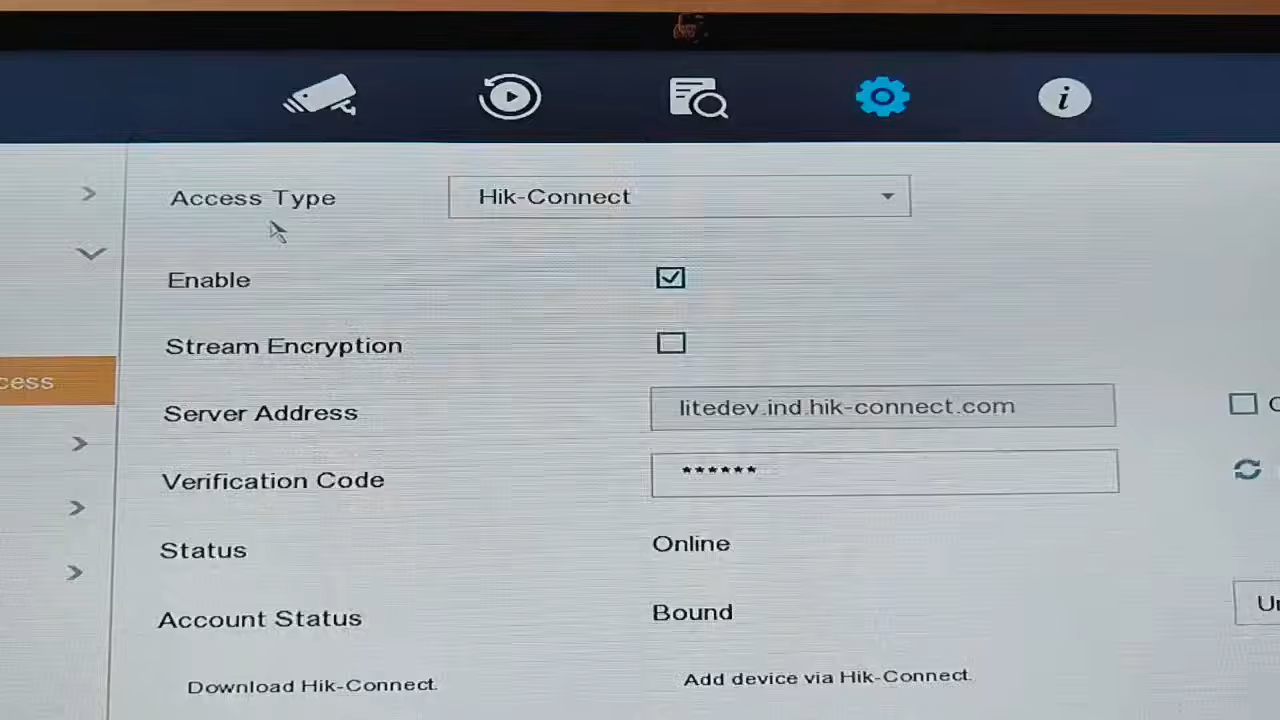 Access Type
Hik-Connect
Enable
Stream Encryption
cess
Server Address
litedev.ind.hik-connect.com
C
Verification Code
******
Status
Online
Account Status
Bound
Un
Download Hik-Connect.
Add device via Hik-Connect.